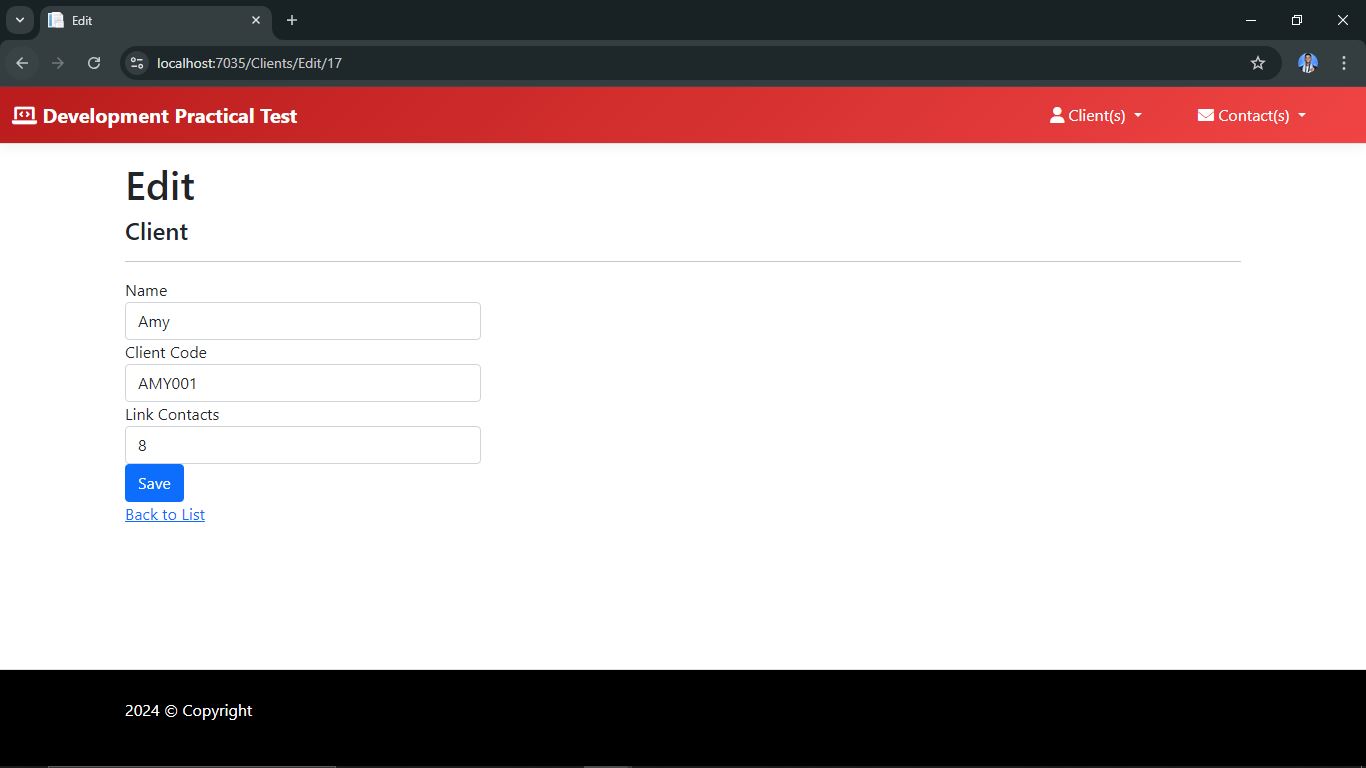 Edit
localhost:7035/Clients/Edit/17
Development Practical Test
Client(s)
Contact(s)
Edit
Client
Name
Amy
Client Code
AMY001
Link Contacts
8
Save
Back to List
2024 © Copyright